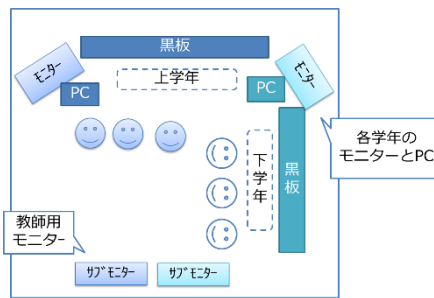 黒板
モニター
上学年
モニター
PC
PC
各学年の
モニターとPC
下学年
黒板
教師用
モニター
サブモニター
サブモニター